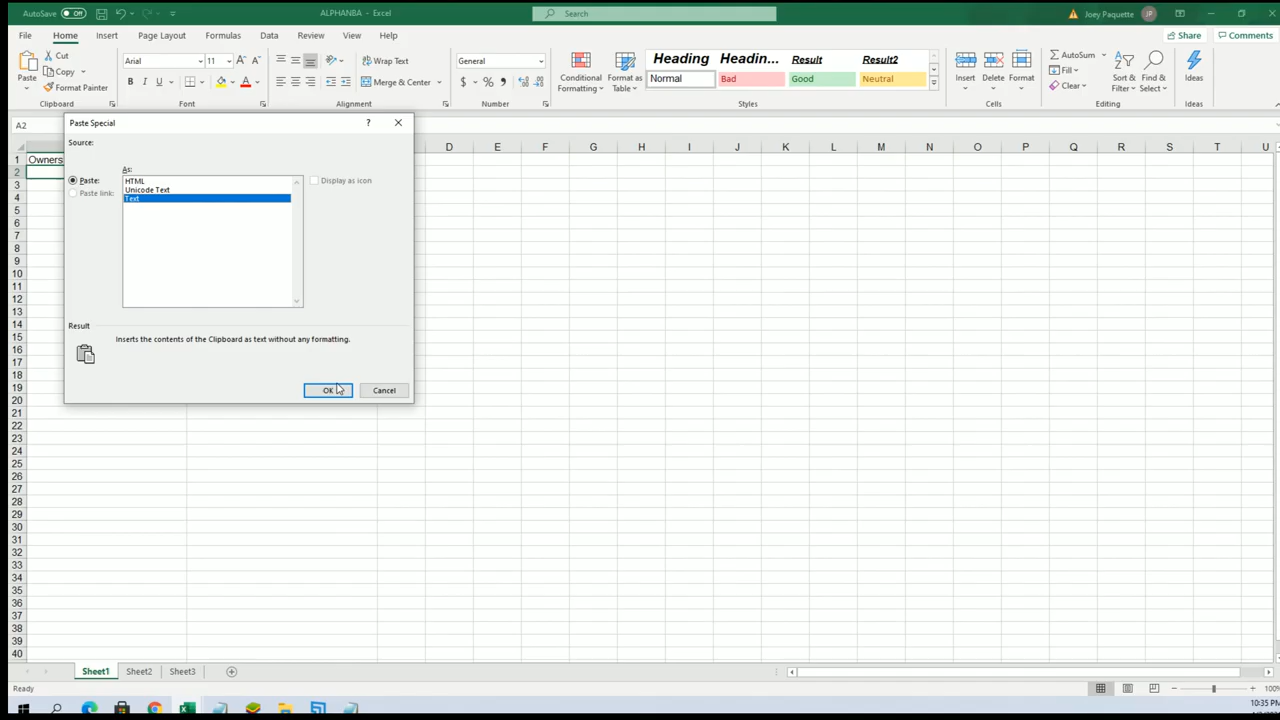 AutoSave Off ALPHANBA - Excel Search Joey Paquette JP
File Home Insert Page Layout Formulas Data Review View Help Share Comments
Paste Cut Copy Format Painter
Clipboard
Arial 11 A A
B I U A
Font
Wrap Text
Merge & Center
Alignment
General
$ %
Number
Conditional Formatting
Format as Table
Heading Headin... Result Result2
Normal Bad Good Neutral
Styles
Insert Delete Format
Cells
AutoSum
Fill
Clear
Sort & Filter
Find & Select
Editing
Ideas
Ideas
A2
Paste Special ?
Source:
As:
Paste:
Paste link:
HTML
Unicode Text
Text
Display as icon
Result
Inserts the contents of the Clipboard as text without any formatting.
OK Cancel
D E F G H I J K L M N O P Q R S T U
1 Owners
2
3
4
5
6
7
8
9
10
11
12
13
14
15
16
17
18
19
20
21
22
23
24
25
26
27
28
29
30
31
32
33
34
35
36
37
38
39
40
Sheet1 Sheet2 Sheet3
Ready 100%
10:35 PM